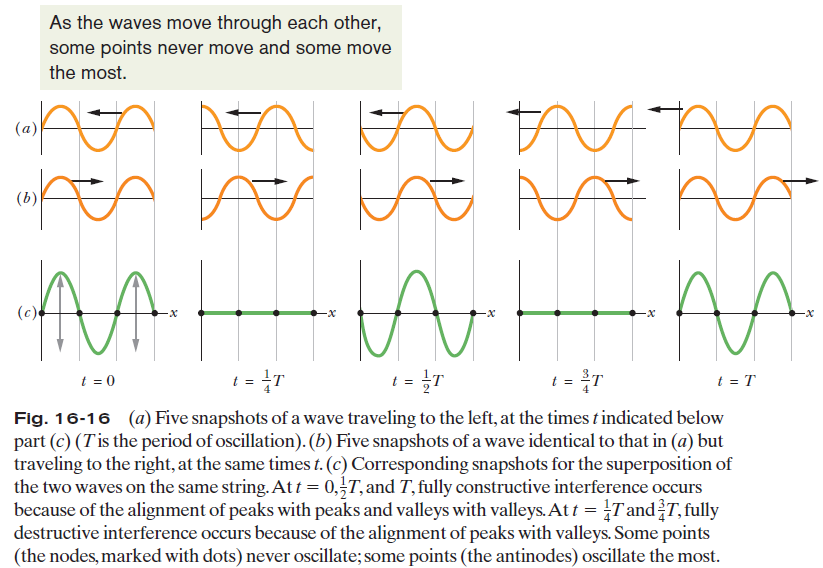 As the waves move through each other,
some points never move and some move
the most.
(a)
(b)
(c)
x
x
x
x
x
t = 0
t = 1/4 T
t = 1/2 T
t = 3/4 T
t = T
Fig. 16-16 (a) Five snapshots of a wave traveling to the left, at the times t indicated below
part (c) (T is the period of oscillation). (b) Five snapshots of a wave identical to that in (a) but
traveling to the right, at the same times t. (c) Corresponding snapshots for the superposition of
the two waves on the same string. At t = 0, 1/2 T, and T, fully constructive interference occurs
because of the alignment of peaks with peaks and valleys with valleys. At t = 1/4 T and 3/4 T, fully
destructive interference occurs because of the alignment of peaks with valleys. Some points
(the nodes, marked with dots) never oscillate; some points (the antinodes) oscillate the most.